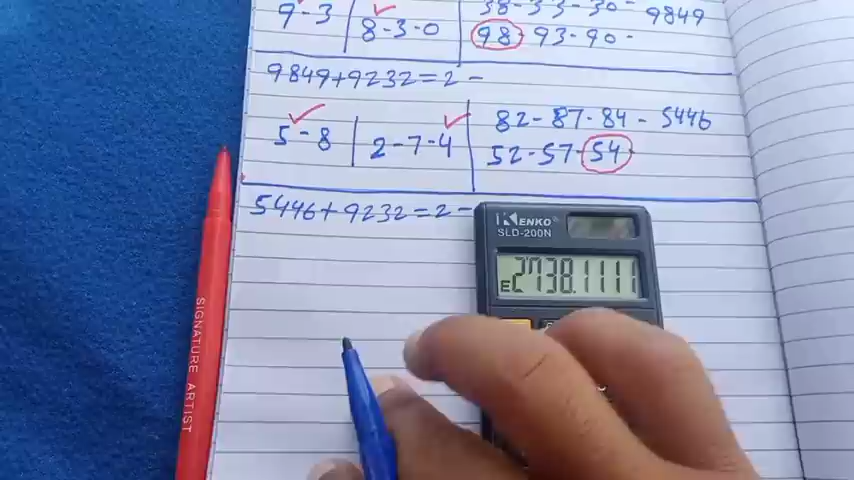 9-3 | 8-3-0
38-33-30- 9849
98-93-90-
9849+9232=2-
5-8 | 2-7-4
82-87-84-5446
52-57-54
5446+9232=2-
KENKO
SLD-200N
E2738.11111
SIGNATURE ARTIST